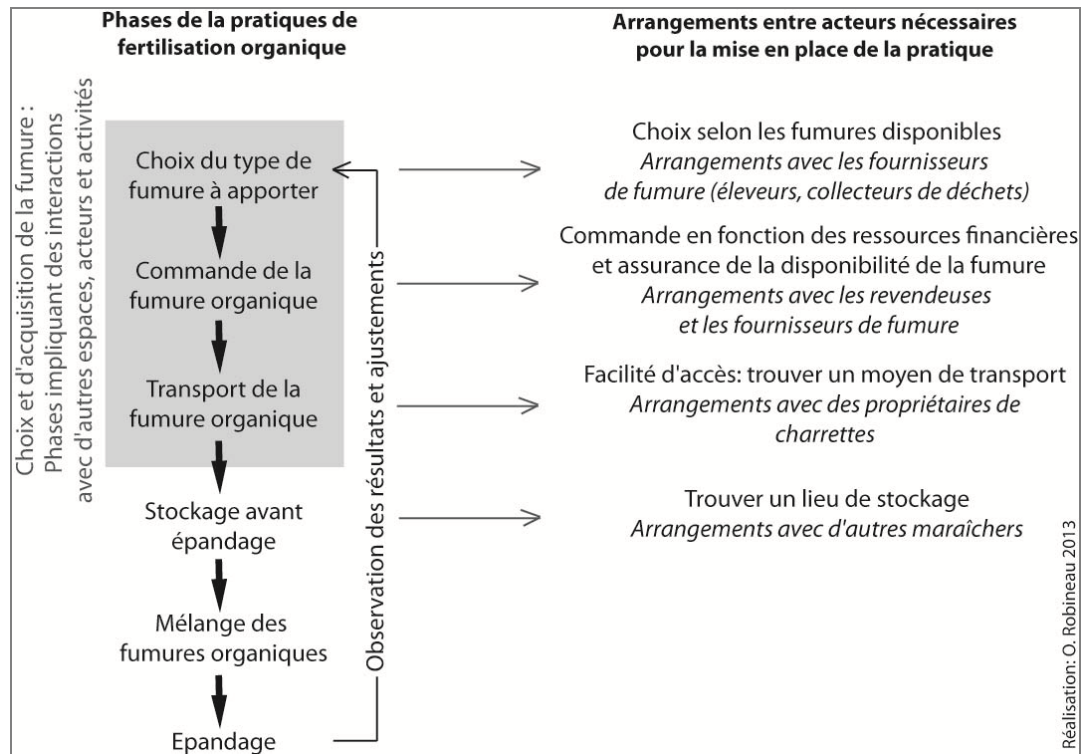 Phases de la pratiques de
fertilisation organique
Arrangements entre acteurs nécessaires
pour la mise en place de la pratique
Choix et d'acquisition de la fumure :
Phases impliquant des interactions
avec d'autres espaces, acteurs et activités
Choix du type de
fumure à apporter
Choix selon les fumures disponibles
Arrangements avec les fournisseurs
de fumure (éleveurs, collecteurs de déchets)
Commande de la
fumure organique
Commande en fonction des ressources financières
et assurance de la disponibilité de la fumure
Arrangements avec les revendeuses
et les fournisseurs de fumure
Transport de la
fumure organique
Facilité d'accès: trouver un moyen de transport
Arrangements avec des propriétaires de
charrettes
Stockage avant
épandage
Trouver un lieu de stockage
Arrangements avec d'autres maraîchers
Mélange des
fumures organiques
Epandage
Observation des résultats et ajustements
Réalisation: O. Robineau 2013